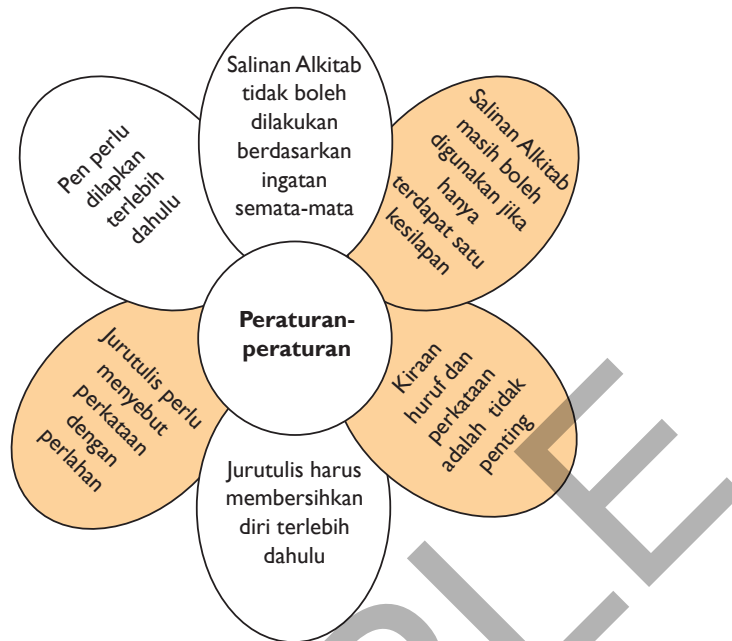 Salinan Alkitab
tidak boleh
dilakukan
berdasarkan
ingatan
semata-mata
Salinan Alkitab
masih boleh
digunakan jika
hanya
terdapat satu
kesilapan
Kiraan
huruf dan
perkataan
adalah tidak
penting
Jurutulis harus
membersihkan
diri terlebih
dahulu
Jurutulis perlu
menyebut
perkataan
dengan
perlahan
Pen perlu
dilapkan
terlebih
dahulu
Peraturan-
peraturan
PLE